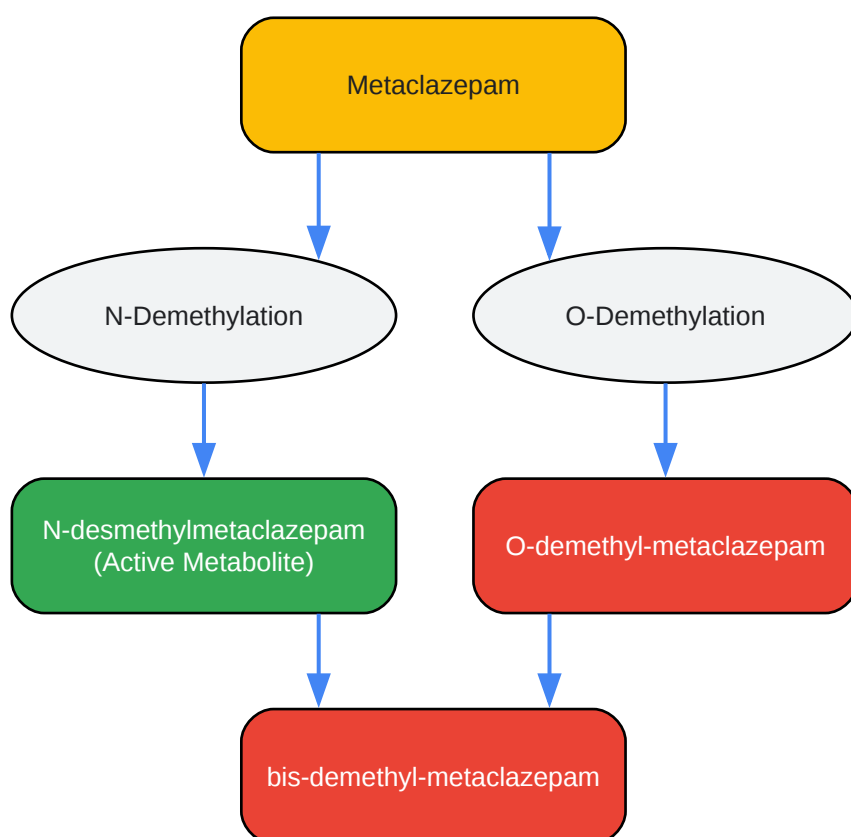 Metaclazepam
N-Demethylation
O-Demethylation
N-desmethylmetaclazepam
(Active Metabolite)
O-demethyl-metaclazepam
bis-demethyl-metaclazepam